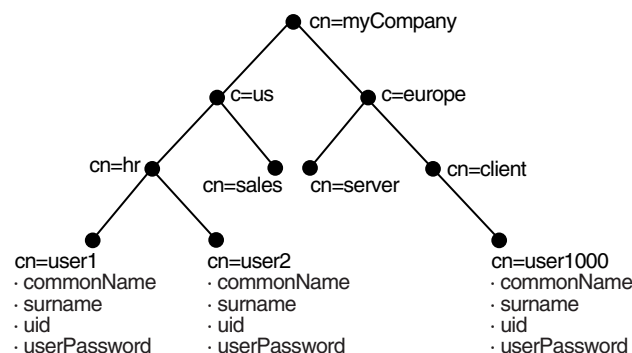 cn=myCompany
c=us
c=europe
cn=hr
cn=sales
cn=server
cn=client
cn=user1
· commonName
· surname
· uid
· userPassword
cn=user2
· commonName
· surname
· uid
· userPassword
cn=user1000
· commonName
· surname
· uid
· userPassword